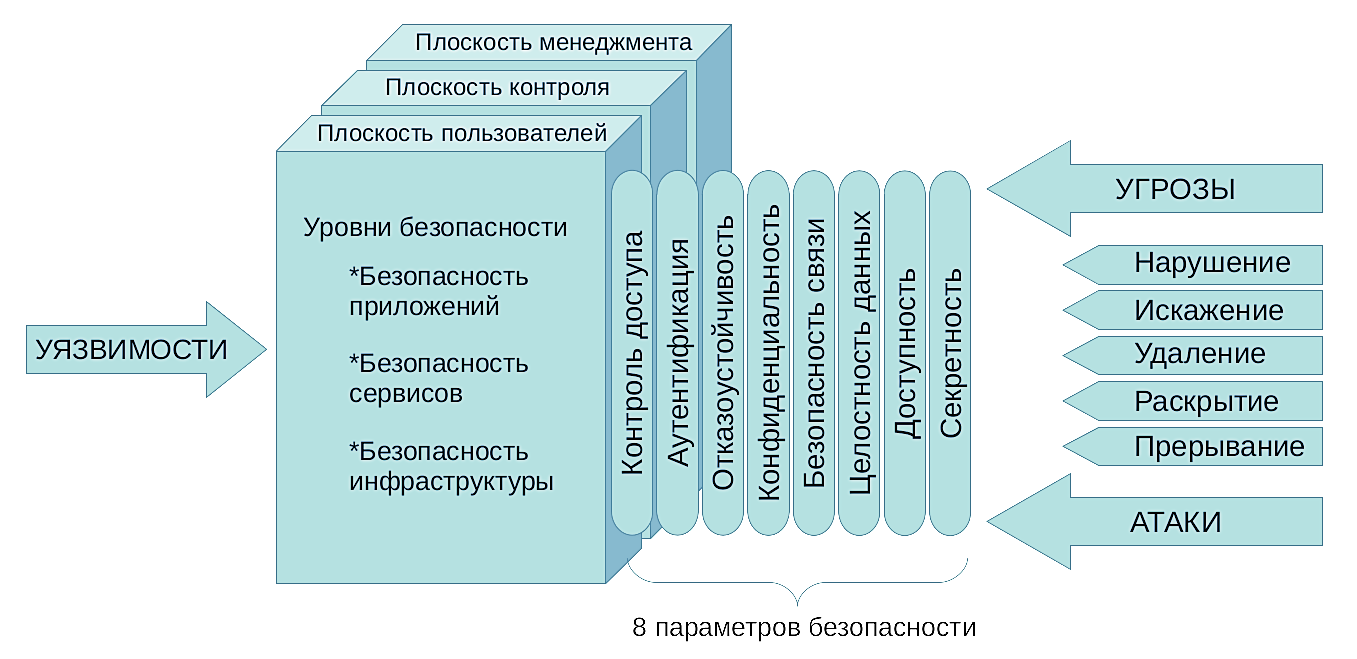 Плоскость менеджмента
Плоскость контроля
Плоскость пользователей
Уровни безопасности
*Безопасность
приложений
*Безопасность
сервисов
*Безопасность
инфраструктуры
УЯЗВИМОСТИ
Контроль доступа
Аутентификация
Отказоустойчивость
Конфиденциальность
Безопасность связи
Целостность данных
Доступность
Секретность
8 параметров безопасности
УГРОЗЫ
Нарушение
Искажение
Удаление
Раскрытие
Прерывание
АТАКИ